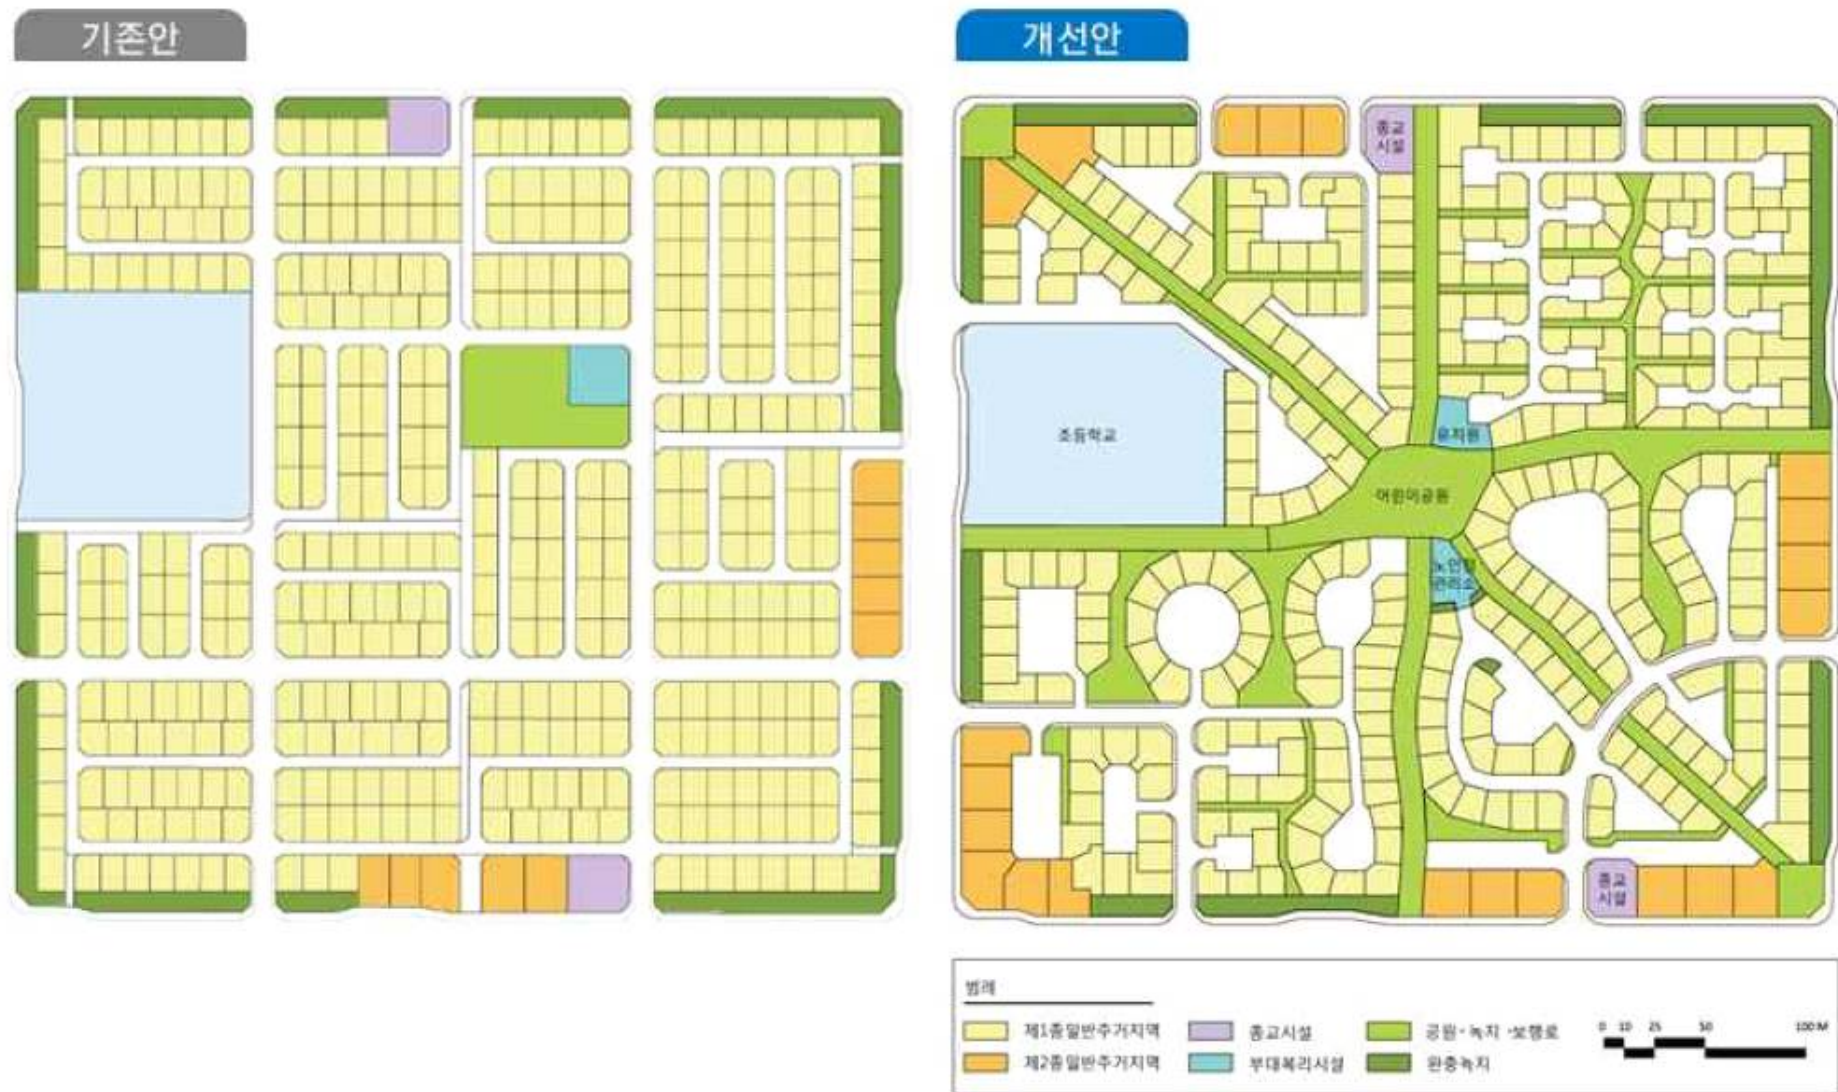 기존안
개선안
종교
시설
초등학교
유치원
어린이공원
노인정
관리소
종교
시설
범례
제1종일반주거지역
종교시설
공원·녹지·보행로
제2종일반주거지역
부대복리시설
완충녹지
0 10 25 50 100 M